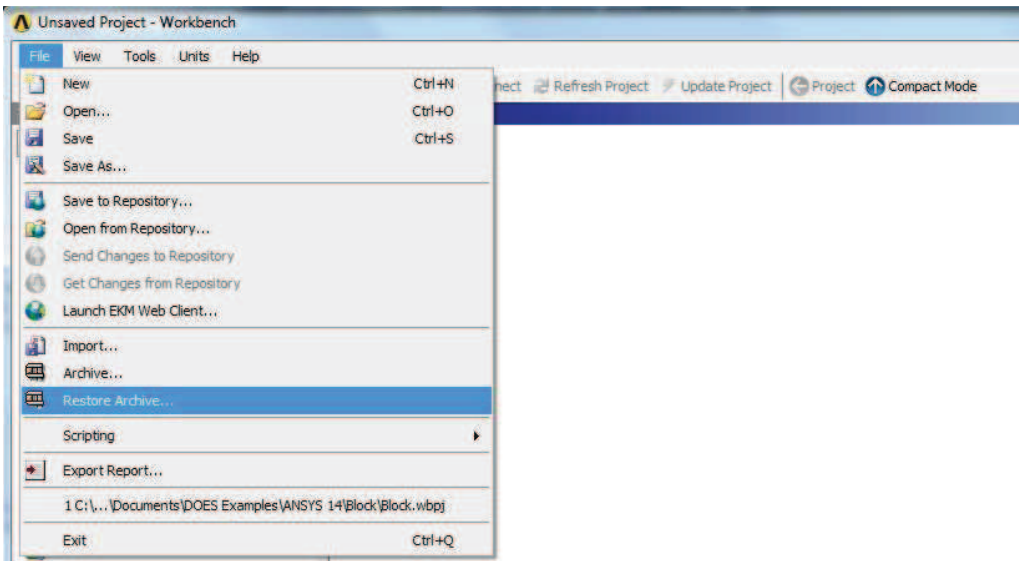 Unsaved Project - Workbench
File View Tools Units Help
New Ctrl+N
Refresh Project Update Project Project Compact Mode
Open... Ctrl+O
Save Ctrl+S
Save As...
Save to Repository...
Open from Repository...
Send Changes to Repository
Get Changes from Repository
Launch EKM Web Client...
Import...
Archive...
Restore Archive...
Scripting
Export Report...
1 C:\...\Documents\DOES Examples\ANSYS 14\Block\Block.wbpj
Exit Ctrl+Q